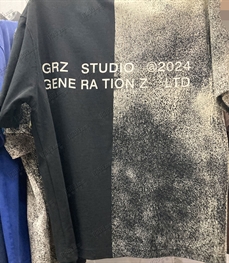 GRZ STUDIO ©2024
GENE RA TION Z LTD